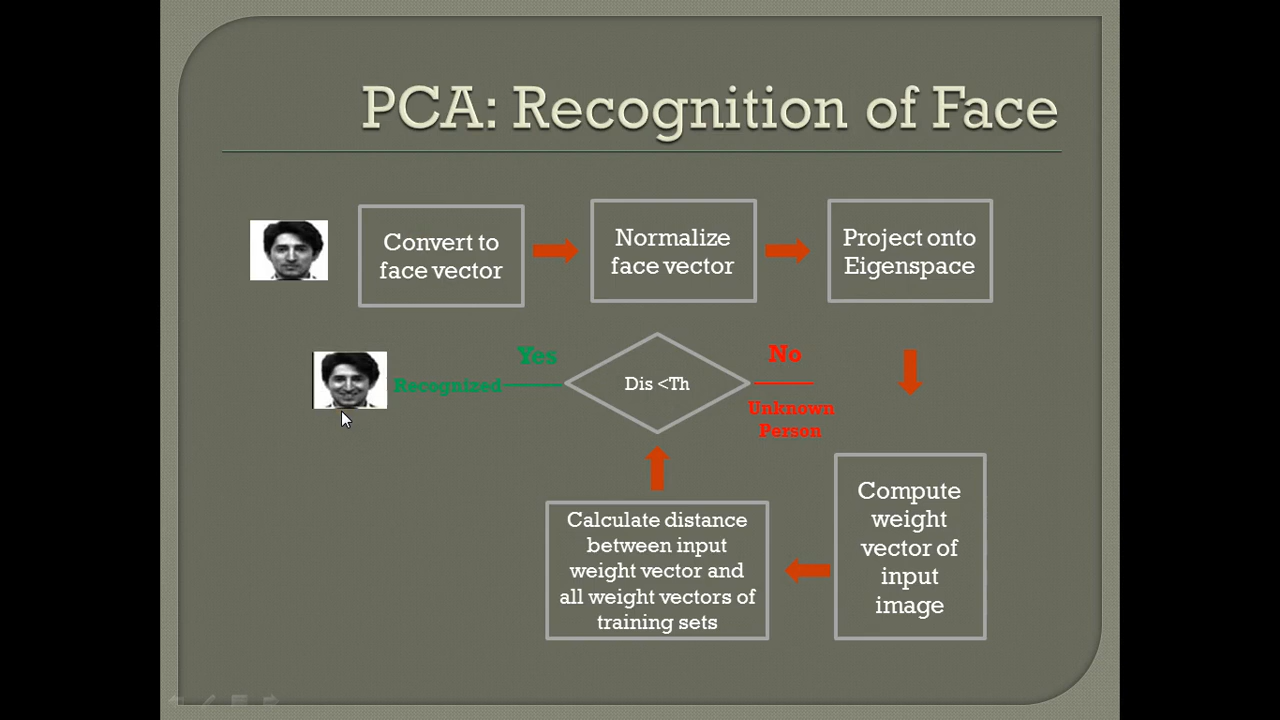 PCA: Recognition of Face
Convert to
face vector
Normalize
face vector
Project onto
Eigenspace
Yes
Recognized
Dis <Th
No
Unknown
Person
Calculate distance
between input
weight vector and
all weight vectors of
training sets
Compute
weight
vector of
input
image